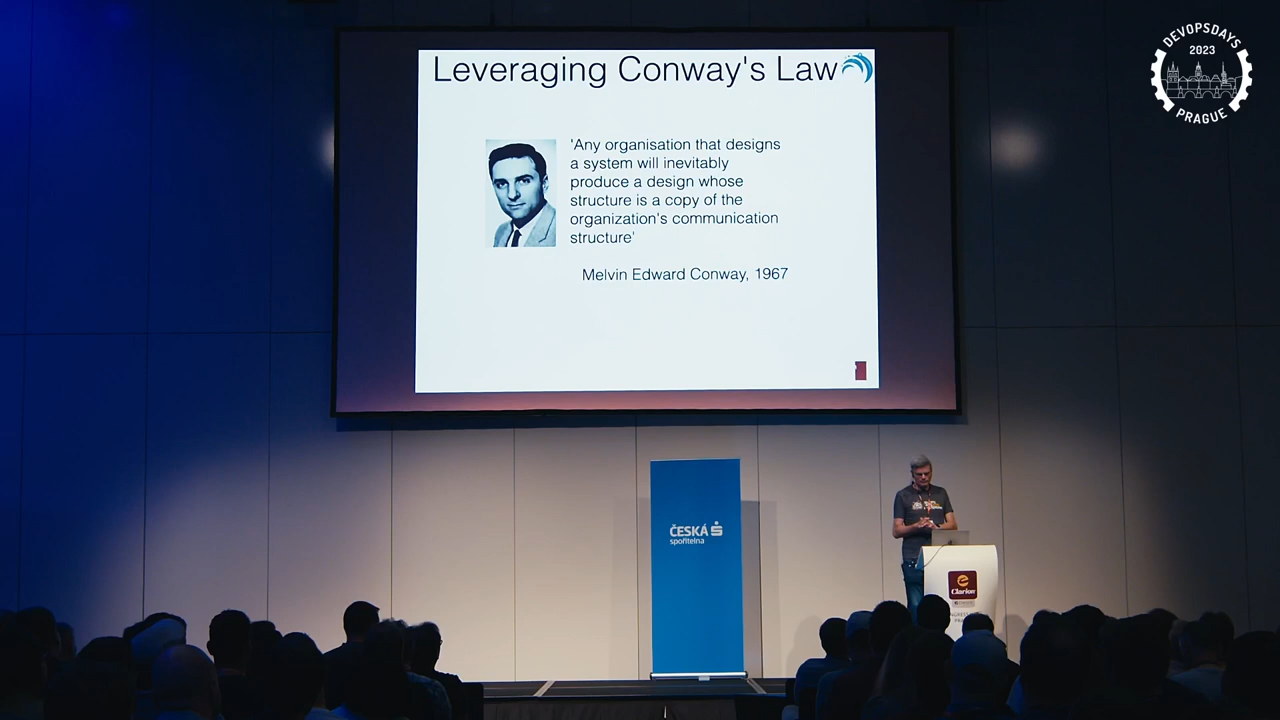 Leveraging Conway's Law
'Any organisation that designs
a system will inevitably
produce a design whose
structure is a copy of the
organization's communication
structure'
Melvin Edward Conway, 1967
DEVOPSDAYS
2023
PRAGUE
ČESKÁ
spořitelna
Clarion